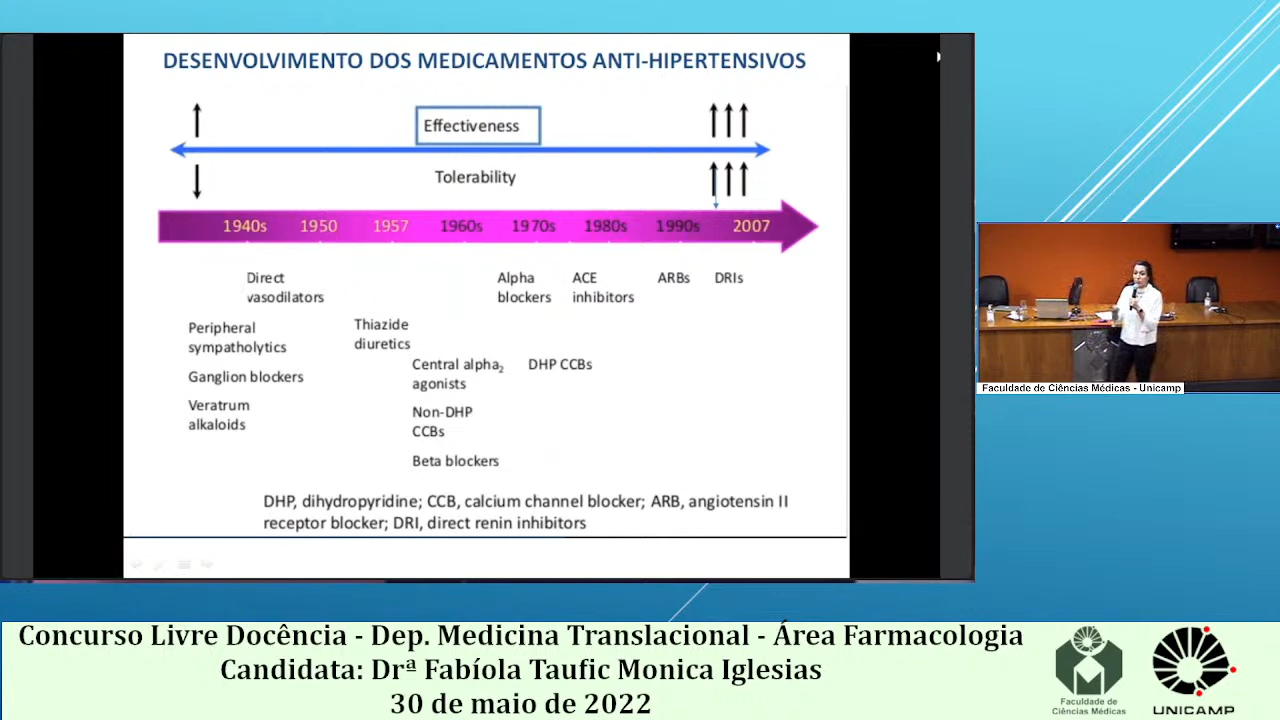 DESENVOLVIMENTO DOS MEDICAMENTOS ANTI-HIPERTENSIVOS
Effectiveness
Tolerability
1940s 1950 1957 1960s 1970s 1980s 1990s 2007
Direct
vasodilators
Alpha
blockers
ACE
inhibitors
ARBs
DRIs
Peripheral
sympatholytics
Thiazide
diuretics
Ganglion blockers
Central alpha₂
agonists
DHP CCBs
Veratrum
alkaloids
Non-DHP
CCBs
Beta blockers
DHP, dihydropyridine; CCB, calcium channel blocker; ARB, angiotensin II
receptor blocker; DRI, direct renin inhibitors
Faculdade de Ciências Médicas - Unicamp
Concurso Livre Docência - Dep. Medicina Translacional - Área Farmacologia
Candidata: Drª Fabíola Taufic Monica Iglesias
30 de maio de 2022
Faculdade de
Ciências Médicas
UNICAMP